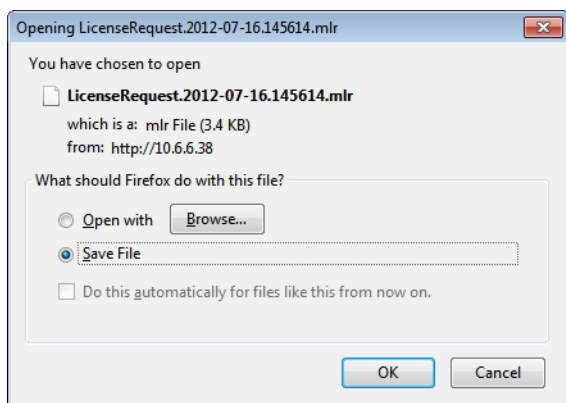 Opening LicenseRequest.2012-07-16.145614.mlr
You have chosen to open
LicenseRequest.2012-07-16.145614.mlr
which is a: mlr File (3.4 KB)
from: http://10.6.6.38
What should Firefox do with this file?
Open with Browse...
Save File
Do this automatically for files like this from now on.
OK Cancel